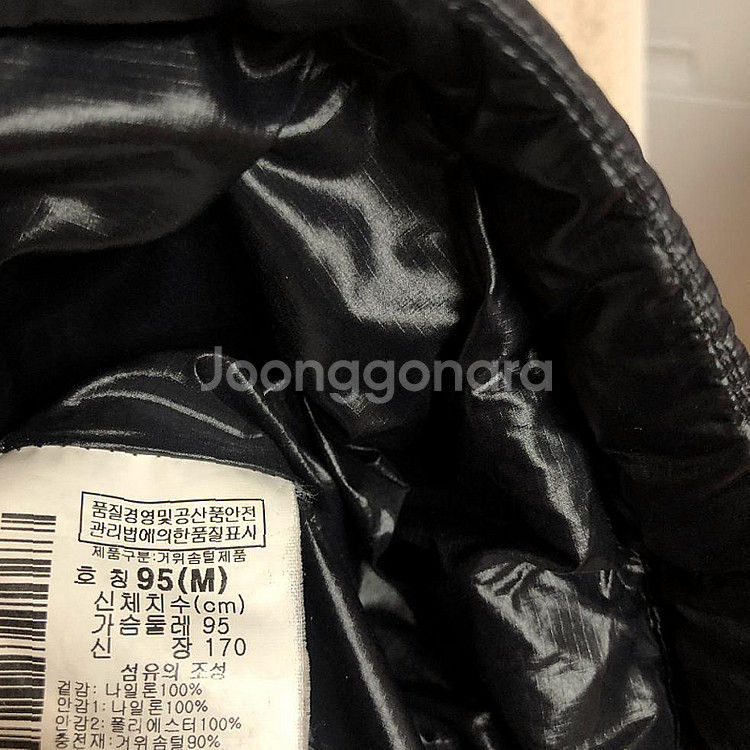 Joonggonara
품질경영및공산품안전
관리법에의한품질표시
제품구분:거위솜털제품
호 칭 95(M)
신체치수(cm)
가슴둘레 95
신 장 170
섬유의 조성
겉감: 나일론100%
안감1: 나일론100%
안감2: 폴리에스터100%
충전재: 거위솜털90%